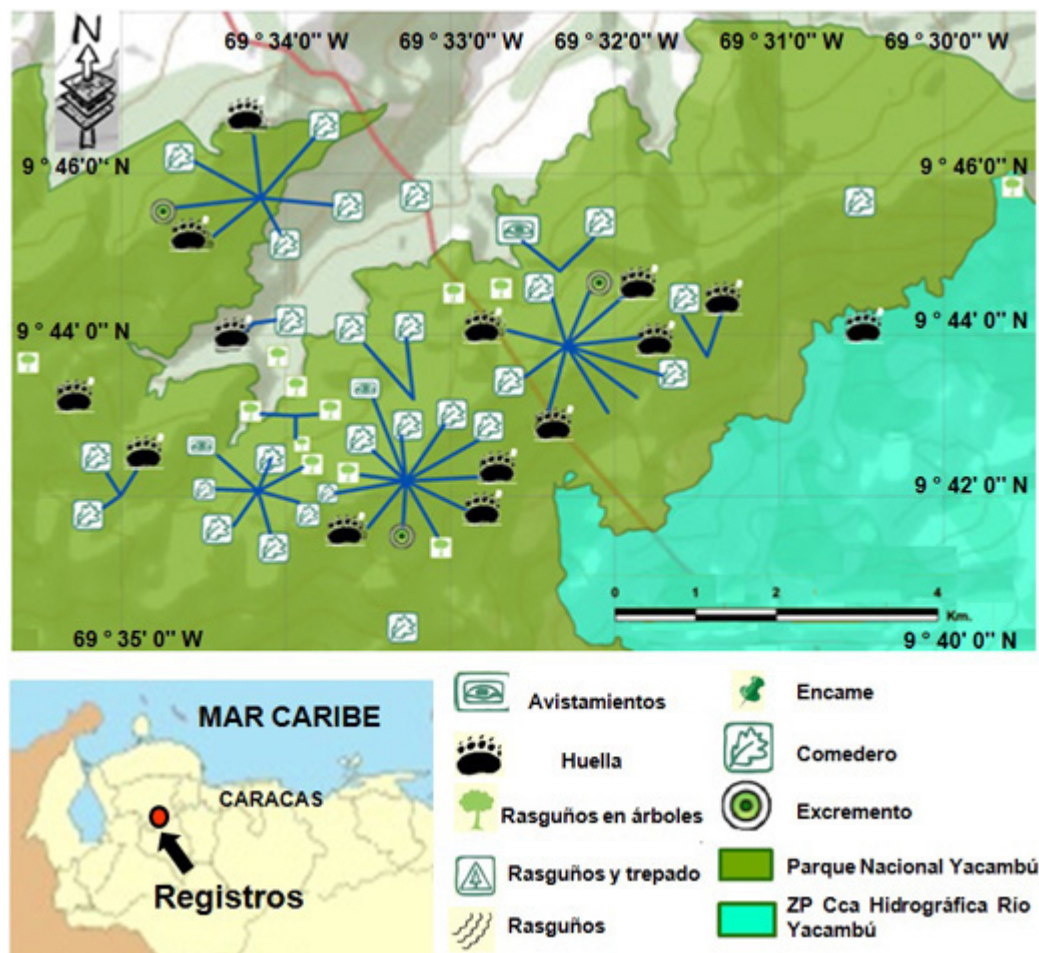 N
69 ° 34' 0'' W 69 ° 33' 0'' W 69 ° 32' 0'' W 69 ° 31' 0'' W 69 ° 30' 0'' W
9 ° 46'0'' N 9 ° 46'0'' N
9 ° 44' 0'' N 9 ° 44' 0'' N
9 ° 42' 0'' N
0 1 2 4
Km.
69 ° 35' 0'' W 9 ° 40' 0'' N
MAR CARIBE
CARACAS
Registros
Avistamientos
Huella
Rasguños en árboles
Rasguños y trepado
Rasguños
Encame
Comedero
Excremento
Parque Nacional Yacambú
ZP Cca Hidrográfica Río
Yacambú